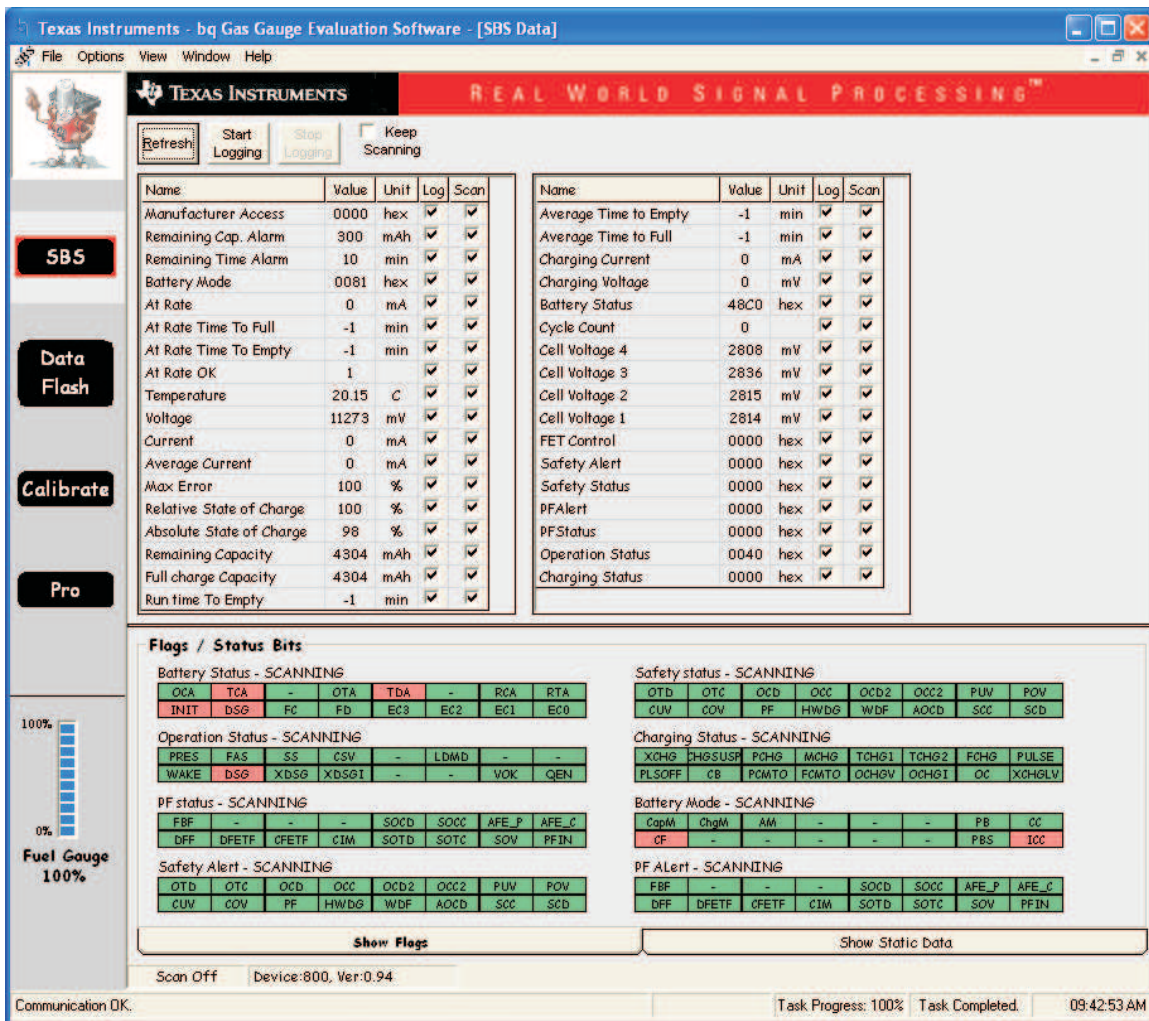 Texas Instruments - bq Gas Gauge Evaluation Software - [SBS Data]
File Options View Window Help
TEXAS INSTRUMENTS REAL WORLD SIGNAL PROCESSING™
Refresh Start Logging Stop Logging Keep Scanning
SBS
Data Flash
Calibrate
Pro
Name Value Unit Log Scan
Manufacturer Access 0000 hex
Remaining Cap. Alarm 300 mAh
Remaining Time Alarm 10 min
Battery Mode 0081 hex
At Rate 0 mA
At Rate Time To Full -1 min
At Rate Time To Empty -1 min
At Rate OK 1
Temperature 20.15 C
Voltage 11273 mV
Current 0 mA
Average Current 0 mA
Max Error 100 %
Relative State of Charge 100 %
Absolute State of Charge 98 %
Remaining Capacity 4304 mAh
Full charge Capacity 4304 mAh
Run time To Empty -1 min
Name Value Unit Log Scan
Average Time to Empty -1 min
Average Time to Full -1 min
Charging Current 0 mA
Charging Voltage 0 mV
Battery Status 48C0 hex
Cycle Count 0
Cell Voltage 4 2808 mV
Cell Voltage 3 2836 mV
Cell Voltage 2 2815 mV
Cell Voltage 1 2814 mV
FET Control 0000 hex
Safety Alert 0000 hex
Safety Status 0000 hex
PFAlert 0000 hex
PFStatus 0000 hex
Operation Status 0040 hex
Charging Status 0000 hex
Flags / Status Bits
Battery Status - SCANNING
OCA TCA - OTA TDA - RCA RTA
INIT DSG FC FD EC3 EC2 EC1 EC0
Operation Status - SCANNING
PRES FAS SS CSV - LDMD - -
WAKE DSG XDSG XDSGI - - VOK QEN
PF status - SCANNING
FBF - - - SOCD SOCC AFE_P AFE_C
DFF DFETF CFETF CIM SOTD SOTC SOV PFIN
Safety Alert - SCANNING
OTD OTC OCD OCC OCD2 OCC2 PUV POV
CUV COV PF HWDG WDF AOCD SCC SCD
Safety status - SCANNING
OTD OTC OCD OCC OCD2 OCC2 PUV POV
CUV COV PF HWDG WDF AOCD SCC SCD
Charging Status - SCANNING
XCHG CHGSUSP PCHG MCHG TCHG1 TCHG2 FCHG PULSE
PLSOFF CB PCMTO FCMTO OCHGV OCHGI OC XCHGLV
Battery Mode - SCANNING
CapM ChgM AM - - - PB CC
CF - - - - - PBS ICC
PF ALert - SCANNING
FBF - - - SOCD SOCC AFE_P AFE_C
DFF DFETF CFETF CIM SOTD SOTC SOV PFIN
100%
0%
Fuel Gauge
100%
Show Flags Show Static Data
Scan Off Device:800, Ver:0.94
Communication OK. Task Progress: 100% Task Completed. 09:42:53 AM